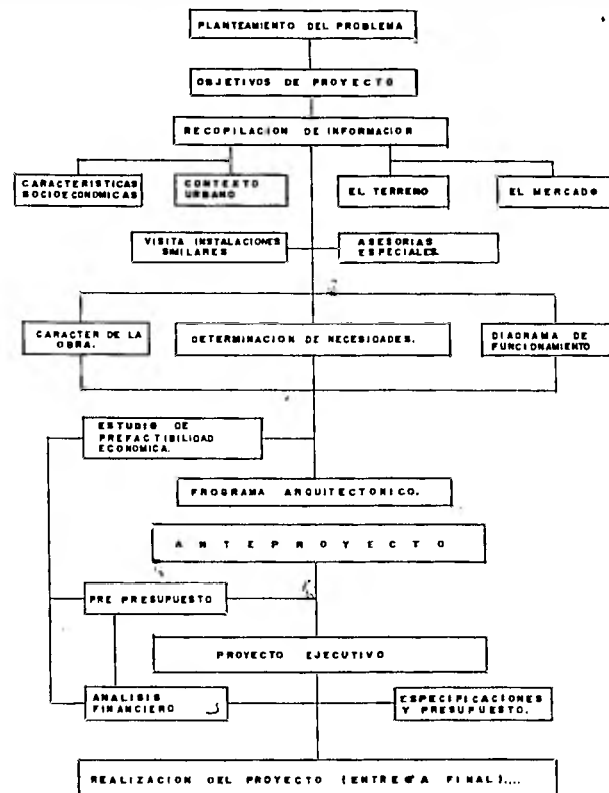 PLANTEAMIENTO DEL PROBLEMA
OBJETIVOS DE PROYECTO
RECOPILACION DE INFORMACION
CARACTERISTICAS
SOCIOECONOMICAS
CONTEXTO
URBANO
EL TERRENO
EL MERCADO
VISITA INSTALACIONES
SIMILARES
ASESORIAS
ESPECIALES.
CARACTER DE LA
OBRA.
DETERMINACION DE NECESIDADES.
DIAGRAMA DE
FUNCIONAMIENTO
ESTUDIO DE
PREFACTIBILIDAD
ECONOMICA.
PROGRAMA ARQUITECTONICO.
ANTEPROYECTO
PRE PRESUPUESTO
PROYECTO EJECUTIVO
ANALISIS
FINANCIERO
ESPECIFICACIONES
Y PRESUPUESTO.
REALIZACION DEL PROYECTO (ENTREGA FINAL)....